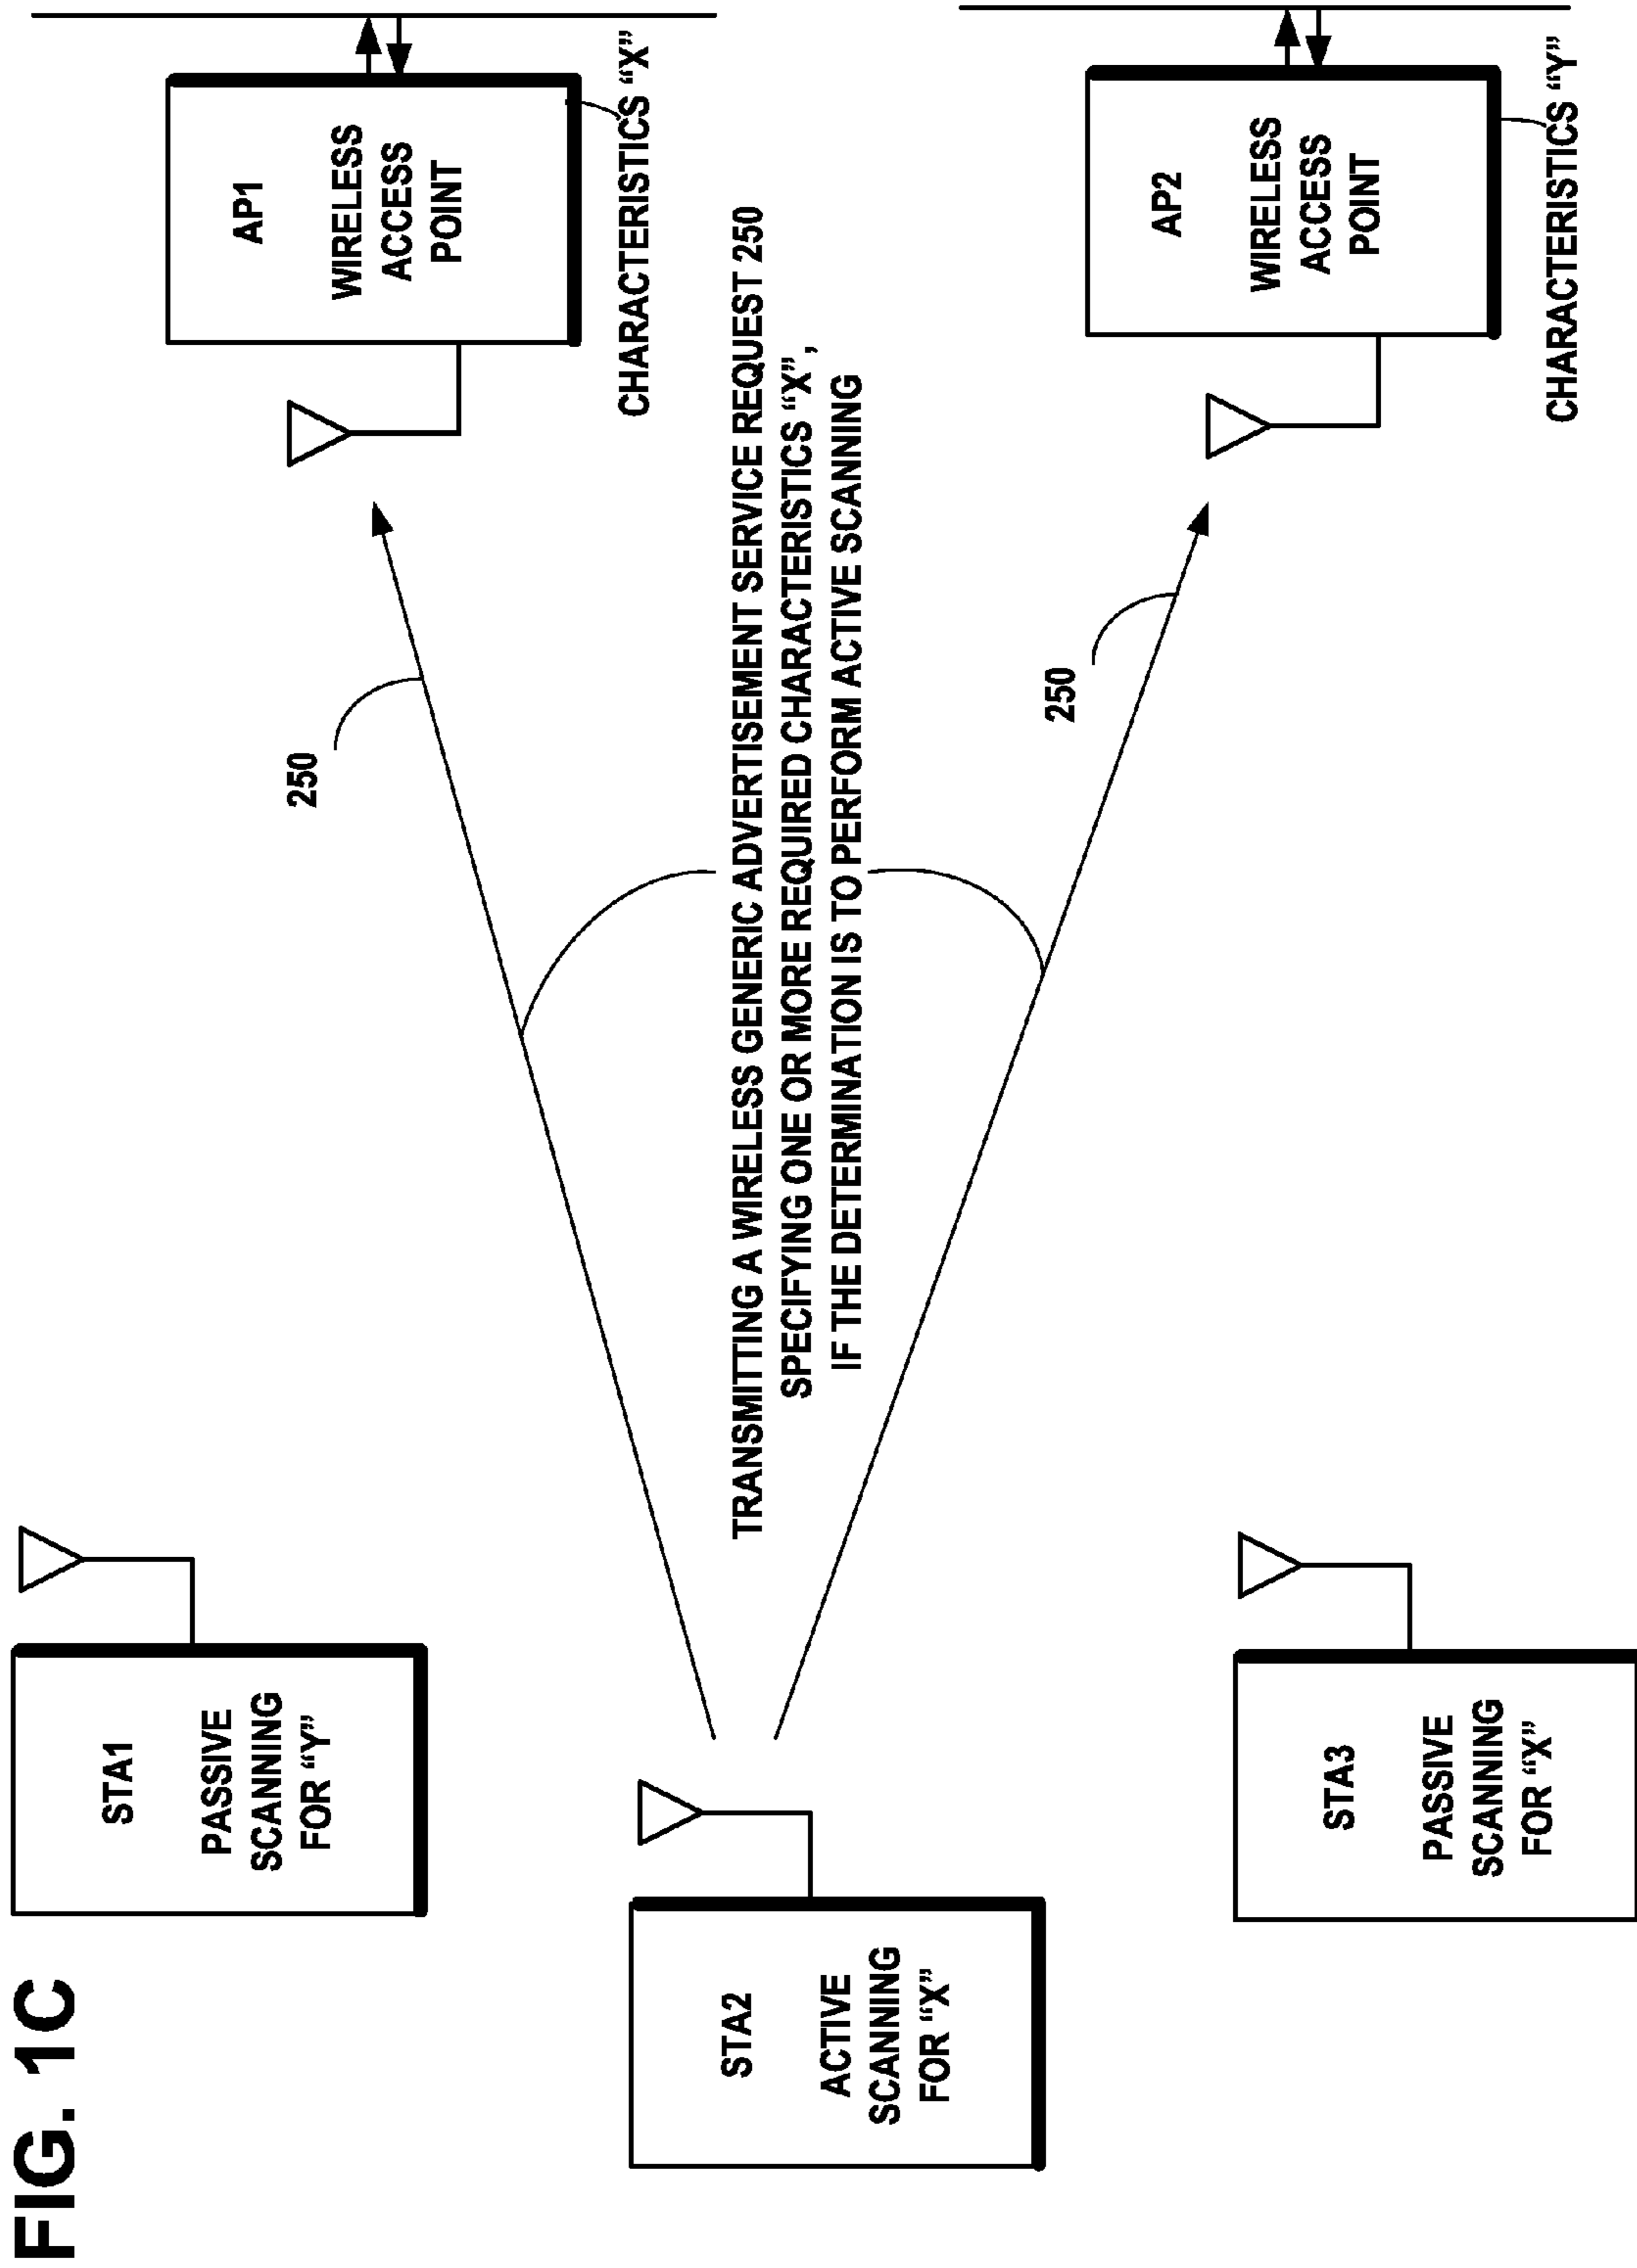 FIG. 1C
STA1
PASSIVE
SCANNING
FOR “Y”
STA2
ACTIVE
SCANNING
FOR “X”
STA3
PASSIVE
SCANNING
FOR “X”
250
TRANSMITTING A WIRELESS GENERIC ADVERTISEMENT SERVICE REQUEST 250
SPECIFYING ONE OR MORE REQUIRED CHARACTERISTICS “X”,
IF THE DETERMINATION IS TO PERFORM ACTIVE SCANNING
250
AP1
WIRELESS
ACCESS
POINT
CHARACTERISTICS “X”
AP2
WIRELESS
ACCESS
POINT
CHARACTERISTICS “Y”